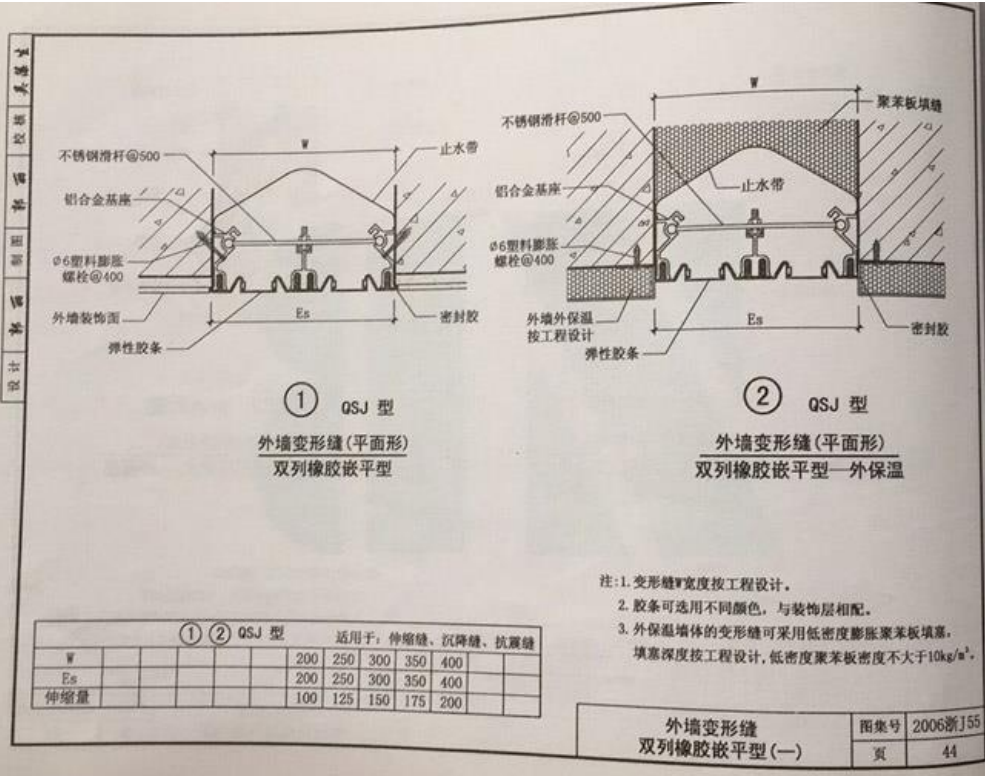 W
不锈钢滑杆@500
止水带
铝合金基座
Ø6塑料膨胀
螺栓@400
外墙装饰面
Es
密封胶
弹性胶条
① QSJ 型
外墙变形缝(平面形)
双列橡胶嵌平型
W
聚苯板填缝
不锈钢滑杆@500
止水带
铝合金基座
Ø6塑料膨胀
螺栓@400
外墙外保温
按工程设计
Es
密封胶
弹性胶条
② QSJ 型
外墙变形缝(平面形)
双列橡胶嵌平型—外保温
注:1.变形缝W宽度按工程设计。
2.胶条可选用不同颜色，与装饰层相配。
3.外保温墙体的变形缝可采用低密度膨胀聚苯板填塞，
填塞深度按工程设计,低密度聚苯板密度不大于10kg/m³。
① ② QSJ 型 适用于: 伸缩缝、沉降缝、抗震缝
W 200 250 300 350 400
Es 200 250 300 350 400
伸缩量 100 125 150 175 200
外墙变形缝
双列橡胶嵌平型(一)
图集号 2006浙J55
页 44
校核
制图
设计